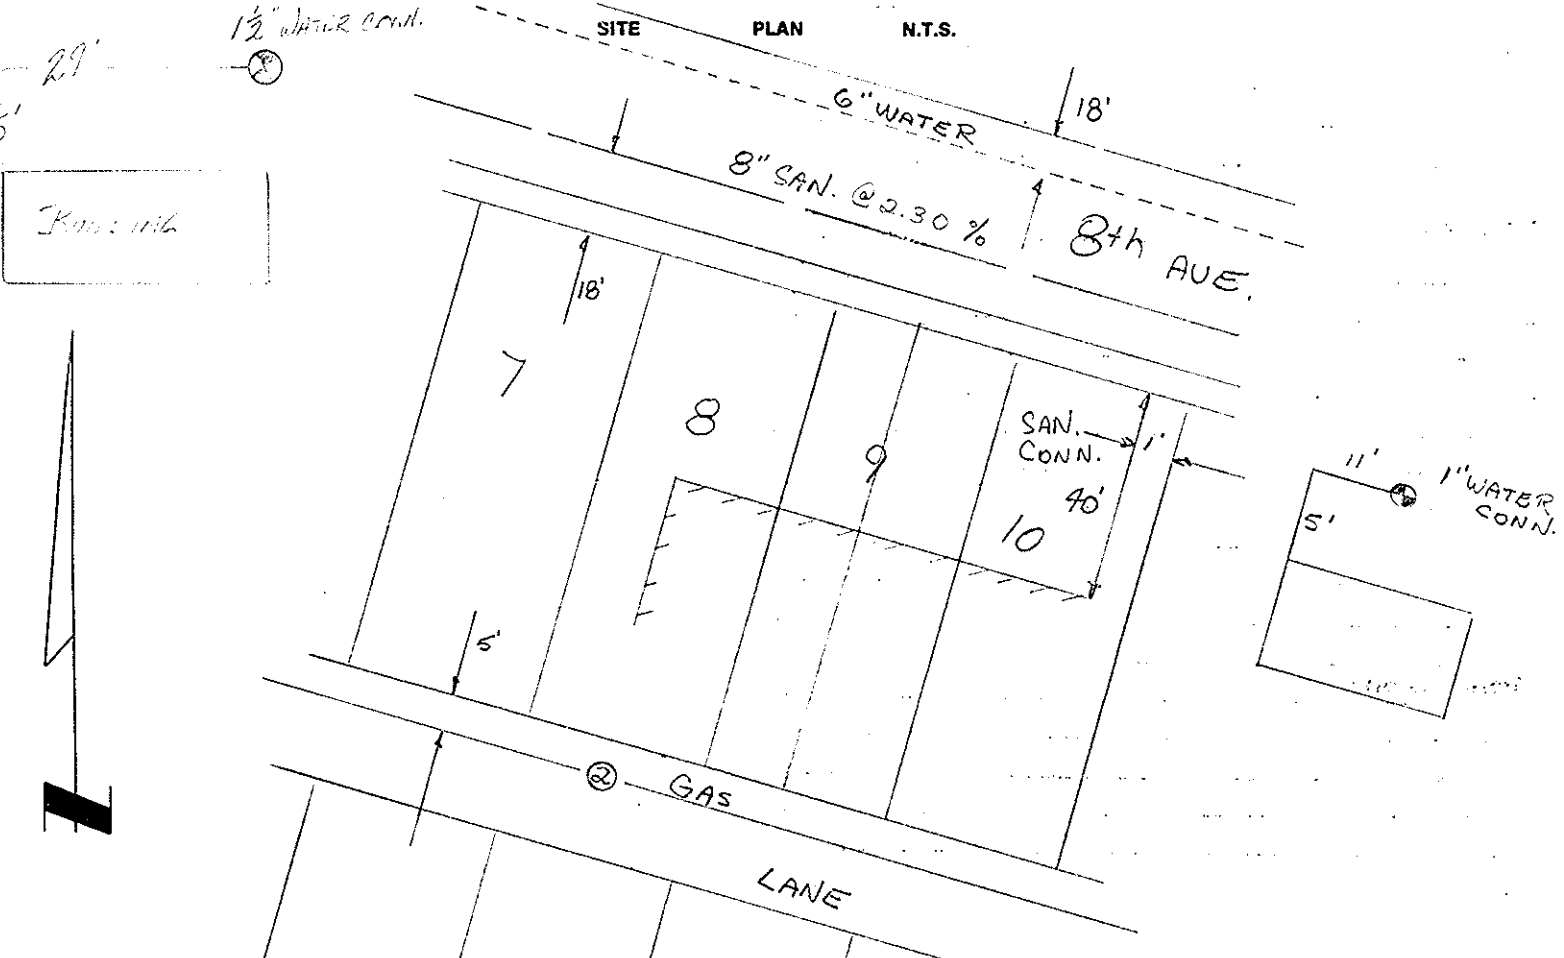 SITE PLAN N.T.S.
1½" WATER CONN.
29'
6" WATER
18'
8" SAN. @ 2.30 %
8th AVE.
18'
7
8
9
SAN.
CONN.
1'
40'
10
11'
1" WATER
CONN.
5'
5'
② GAS
LANE